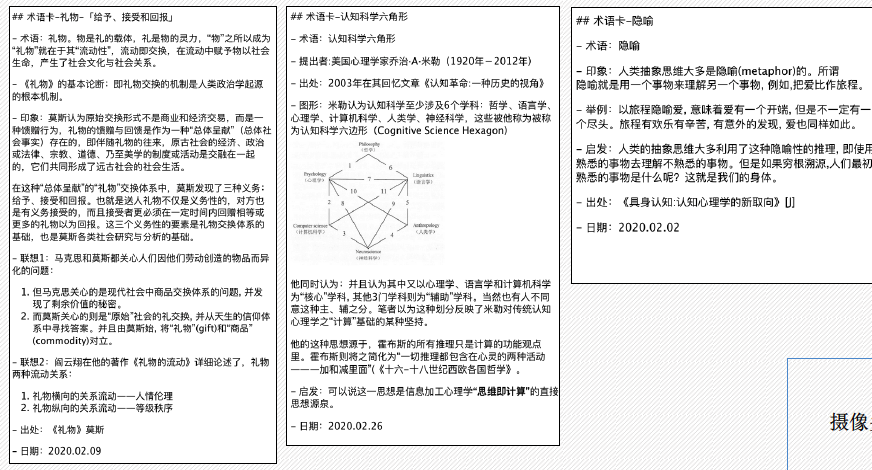 ## 术语卡-礼物-「给予、接受和回报」
- 术语：礼物。物是礼的载体，礼是物的灵力，“物”之所以成为
“礼物”就在于其“流动性”，流动即交换，在流动中赋予物以社会
生命，产生了社会文化与社会关系。
- 《礼物》的基本论断：即礼物交换的机制是人类政治学起源
的根本机制。
- 印象：莫斯认为原始交换形式不是商业和经济交易，而是一
种馈赠行为，礼物的馈赠与回馈是作为一种“总体呈献”（总体社
会事实）存在的，即伴随礼物的往来，原古社会的经济、政治
或法律、宗教、道德、乃至美学的制度或活动是交融在一起
的，它们共同形成了远古社会的社会生活。
在这种“总体呈献”的“礼物”交换体系中，莫斯发现了三种义务：
给予、接受和回报。也就是送人礼物不仅是义务性的，对方也
是有义务接受的，而且接受者更必须在一定时间内回赠相等或
更多的礼物以为回报。这三个义务性的要素是礼物交换体系的
基础，也是莫斯各类社会研究与分析的基础。
- 联想1：马克思和莫斯都关心人们因他们劳动创造的物品而异
化的问题：
1. 但马克思关心的是现代社会中商品交换体系的问题，并发
现了剩余价值的秘密。
2. 而莫斯关心的则是“原始”社会的礼交换，并从天生的信仰体
系中寻找答案。并且由莫斯始，将“礼物”(gift)和“商品”
(commodity)对立。
- 联想2：阎云翔在他的著作《礼物的流动》详细论述了，礼物
两种流动关系：
1. 礼物横向的关系流动——人情伦理
2. 礼物纵向的关系流动——等级秩序
- 出处：《礼物》莫斯
- 日期：2020.02.09
## 术语卡-认知科学六角形
- 术语：认知科学六角形
- 提出者:美国心理学家乔治·A·米勒（1920年－2012年）
- 出处：2003年在其回忆文章《认知革命:一种历史的视角》
- 图形：米勒认为认知科学至少涉及6个学科：哲学、语言学、
心理学、计算机科学、人类学、神经科学，这些被他称为被称
为认知科学六边形（Cognitive Science Hexagon）
Philosophy
(哲学)
1
6
Psychology
(心理学)
7
Linguistics
(语言学)
10
11
2
8
9
5
Computer science
(计算机科学)
3
4
Anthropology
(人类学)
Neuroscience
(神经科学)
他同时认为：并且认为其中又以心理学、语言学和计算机科学
为“核心”学科，其他3门学科则为“辅助”学科。当然也有人不同
意这种主、辅之分。笔者以为这种划分反映了米勒对传统认知
心理学之“计算”基础的某种坚持。
他的这种思想源于，霍布斯的所有推理只是计算的功能观点
里。霍布斯则将之简化为“一切推理都包含在心灵的两种活动
———加和减里面”(《十六–十八世纪西欧各国哲学》。
- 启发：可以说这一思想是信息加工心理学“思维即计算”的直接
思想源泉。
- 日期：2020.02.26
## 术语卡-隐喻
- 术语：隐喻
- 印象：人类抽象思维大多是隐喻(metaphor)的。所谓
隐喻就是用一个事物来理解另一个事物, 例如,把爱比作旅程。
- 举例：以旅程隐喻爱, 意味着爱有一个开端, 但是不一定有一
个尽头。旅程有欢乐有辛苦, 有意外的发现, 爱也同样如此。
- 启发：人类的抽象思维大多利用了这种隐喻性的推理, 即使用
熟悉的事物去理解不熟悉的事物。但是如果穷根溯源,人们最初
熟悉的事物是什么呢？这就是我们的身体。
- 出处：《具身认知:认知心理学的新取向》[J]
- 日期：2020.02.02
摄像